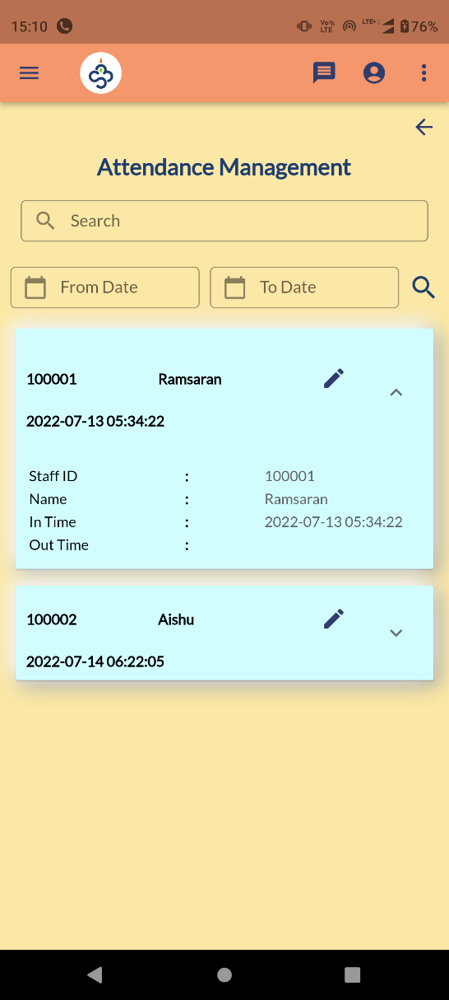 15:10 Vo LTE LTE+ 76%
Attendance Management
Search
From Date To Date
100001 Ramsaran
2022-07-13 05:34:22
Staff ID : 100001
Name : Ramsaran
In Time : 2022-07-13 05:34:22
Out Time :
100002 Aishu
2022-07-14 06:22:05